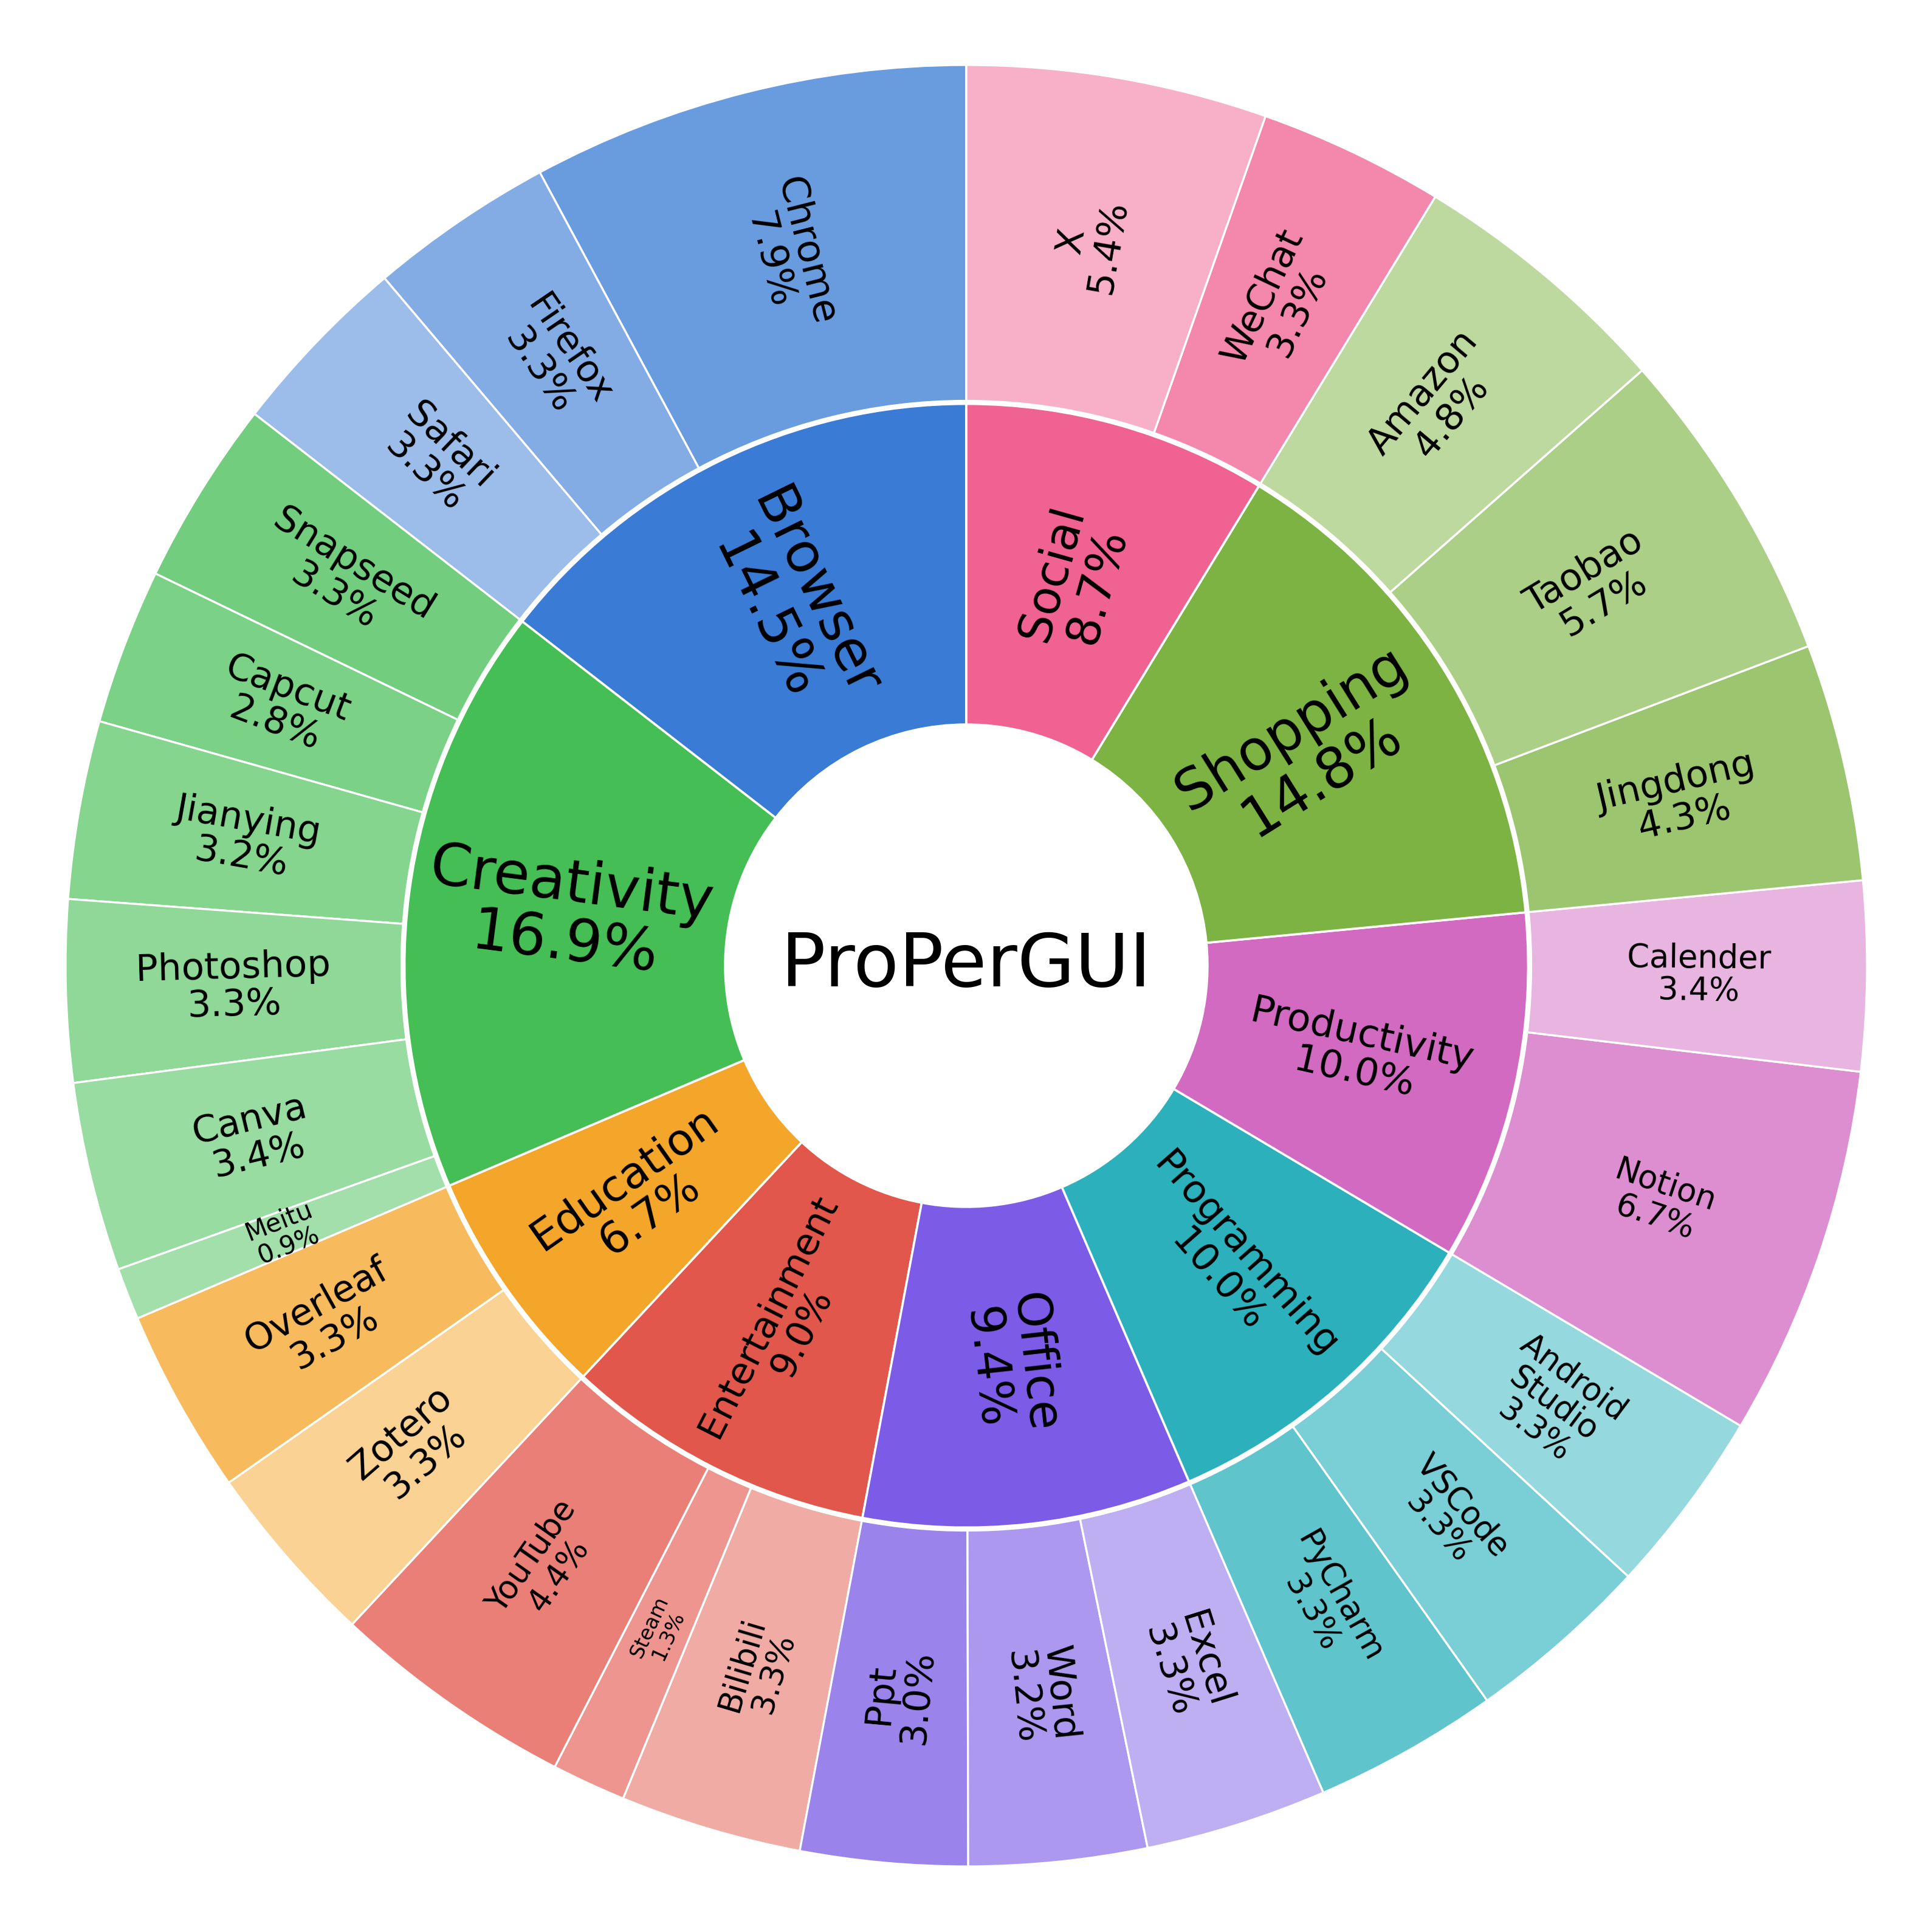 ProPerGUI
Social
8.7%
X
5.4%
WeChat
3.3%
Shopping
14.8%
Amazon
4.8%
Taobao
5.7%
Jingdong
4.3%
Productivity
10.0%
Calender
3.4%
Notion
6.7%
Programming
10.0%
Android
Studio
3.3%
VSCode
3.3%
PyCharm
3.3%
Office
9.4%
Excel
3.3%
Word
3.2%
Ppt
3.0%
Entertainment
9.0%
Bilibili
3.3%
Steam
1.3%
YouTube
4.4%
Education
6.7%
Zotero
3.3%
Overleaf
3.3%
Creativity
16.9%
Meitu
0.9%
Canva
3.4%
Photoshop
3.3%
Jianying
3.2%
Capcut
2.8%
Snapseed
3.3%
Browser
14.5%
Safari
3.3%
Firefox
3.3%
Chrome
7.9%